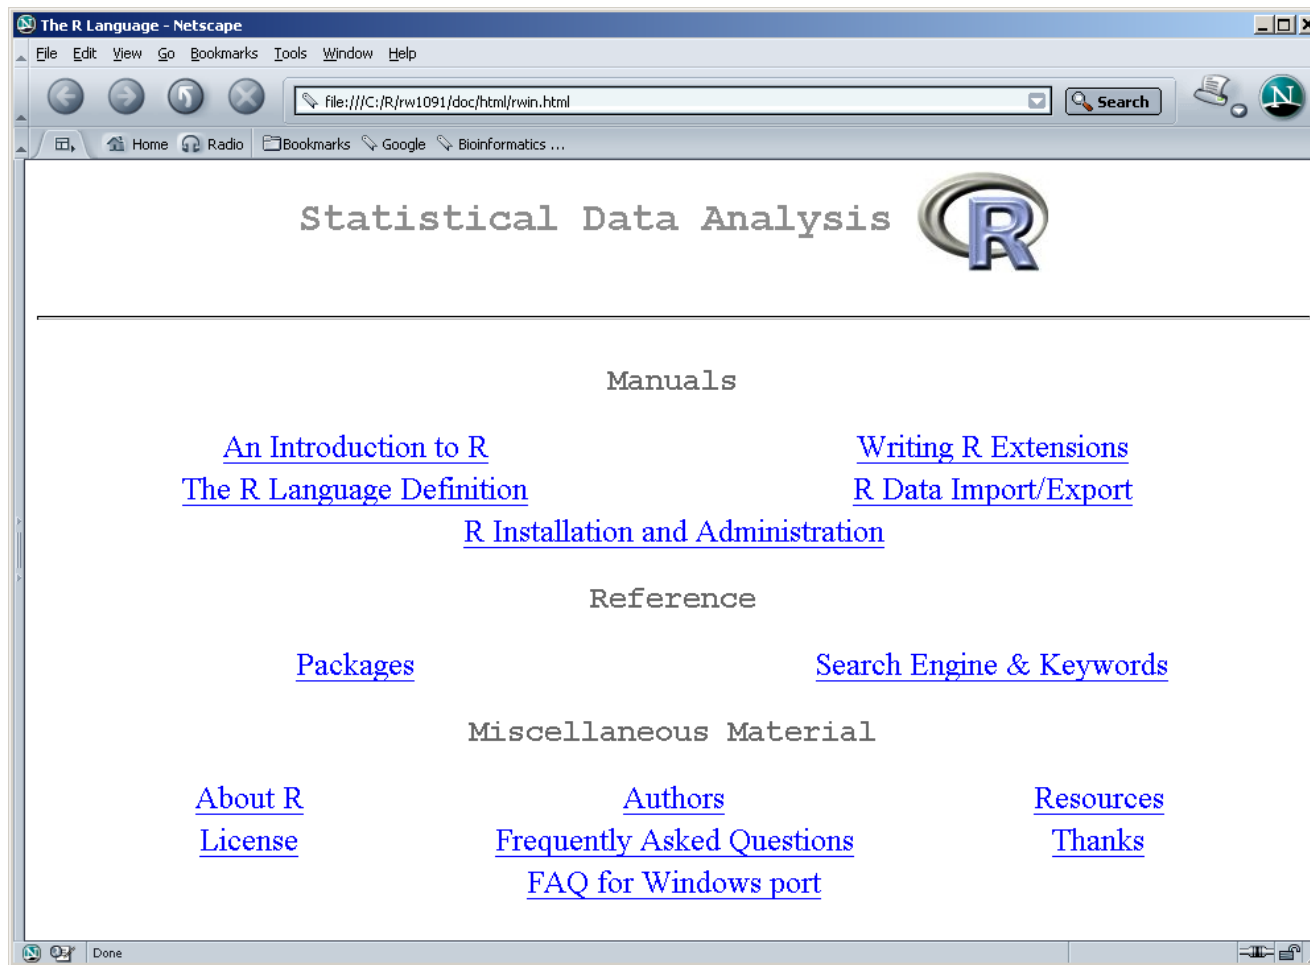 The R Language - Netscape
File Edit View Go Bookmarks Tools Window Help
file:///C:/R/rw1091/doc/html/rwin.html Search N
Home Radio Bookmarks Google Bioinformatics ...
Statistical Data Analysis R
Manuals
An Introduction to R Writing R Extensions
The R Language Definition R Data Import/Export
R Installation and Administration
Reference
Packages Search Engine & Keywords
Miscellaneous Material
About R Authors Resources
License Frequently Asked Questions Thanks
FAQ for Windows port
Done